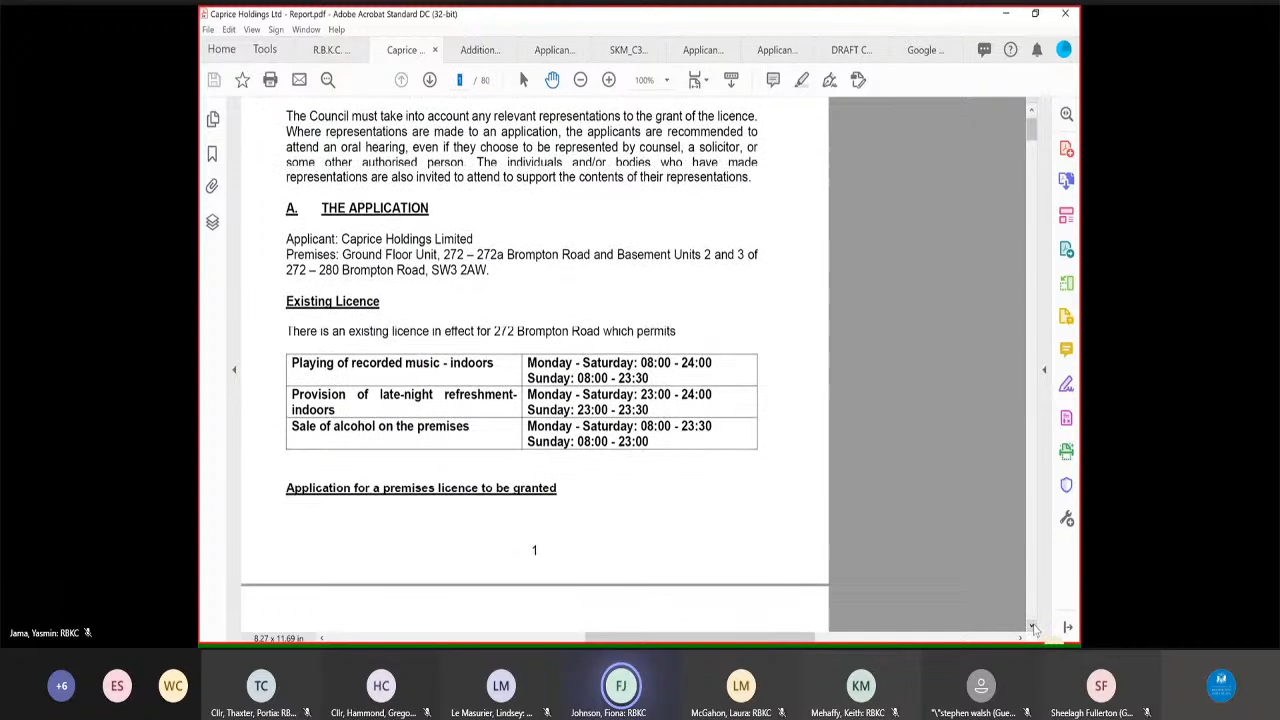 Caprice Holdings Ltd - Report.pdf - Adobe Acrobat Standard DC (32-bit)
File Edit View Sign Window Help
Home Tools R.B.K.C. ... Caprice ... × Addition... Applican... SKM_C3... Applican... Applican... DRAFT C... Google ...
1 / 80 100%
The Council must take into account any relevant representations to the grant of the licence.
Where representations are made to an application, the applicants are recommended to
attend an oral hearing, even if they choose to be represented by counsel, a solicitor, or
some other authorised person. The individuals and/or bodies who have made
representations are also invited to attend to support the contents of their representations.
A. THE APPLICATION
Applicant: Caprice Holdings Limited
Premises: Ground Floor Unit, 272 – 272a Brompton Road and Basement Units 2 and 3 of
272 – 280 Brompton Road, SW3 2AW.
Existing Licence
There is an existing licence in effect for 272 Brompton Road which permits
Playing of recorded music - indoors Monday - Saturday: 08:00 - 24:00
Sunday: 08:00 - 23:30
Provision of late-night refreshment- Monday - Saturday: 23:00 - 24:00
indoors Sunday: 23:00 - 23:30
Sale of alcohol on the premises Monday - Saturday: 08:00 - 23:30
Sunday: 08:00 - 23:00
Application for a premises licence to be granted
1
8.27 x 11.69 in
Jama, Yasmin: RBKC
+6 ES WC TC HC LM FJ LM KM SF
Cllr, Thaxter, Portia: RB... Cllr, Hammond, Grego... Le Masurier, Lindsey: ... Johnson, Fiona: RBKC McGahon, Laura: RBKC Mehaffy, Keith: RBKC "\"stephen walsh (Gue... Sheelagh Fullerton (G...